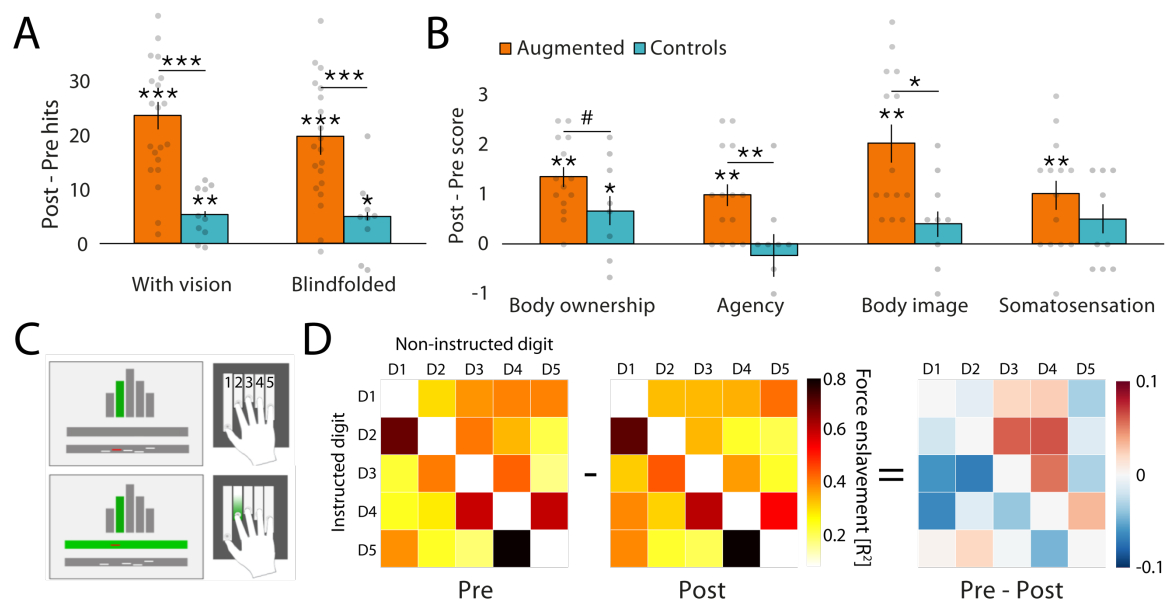 A
Post - Pre hits
30
20
10
0
***
***
**
***
***
*
With vision
Blindfolded
B
Augmented
Controls
Post - Pre score
3
2
1
0
-1
#
**
*
**
**
*
**
**
Body ownership
Agency
Body image
Somatosensation
C
1 2 3 4 5
D
Non-instructed digit
D1 D2 D3 D4 D5
Instructed digit
D1
D2
D3
D4
D5
Pre
-
D1 D2 D3 D4 D5
Post
0.8
0.6
0.4
0.2
Force enslavement [R²]
=
D1 D2 D3 D4 D5
Pre - Post
0.1
0
-0.1